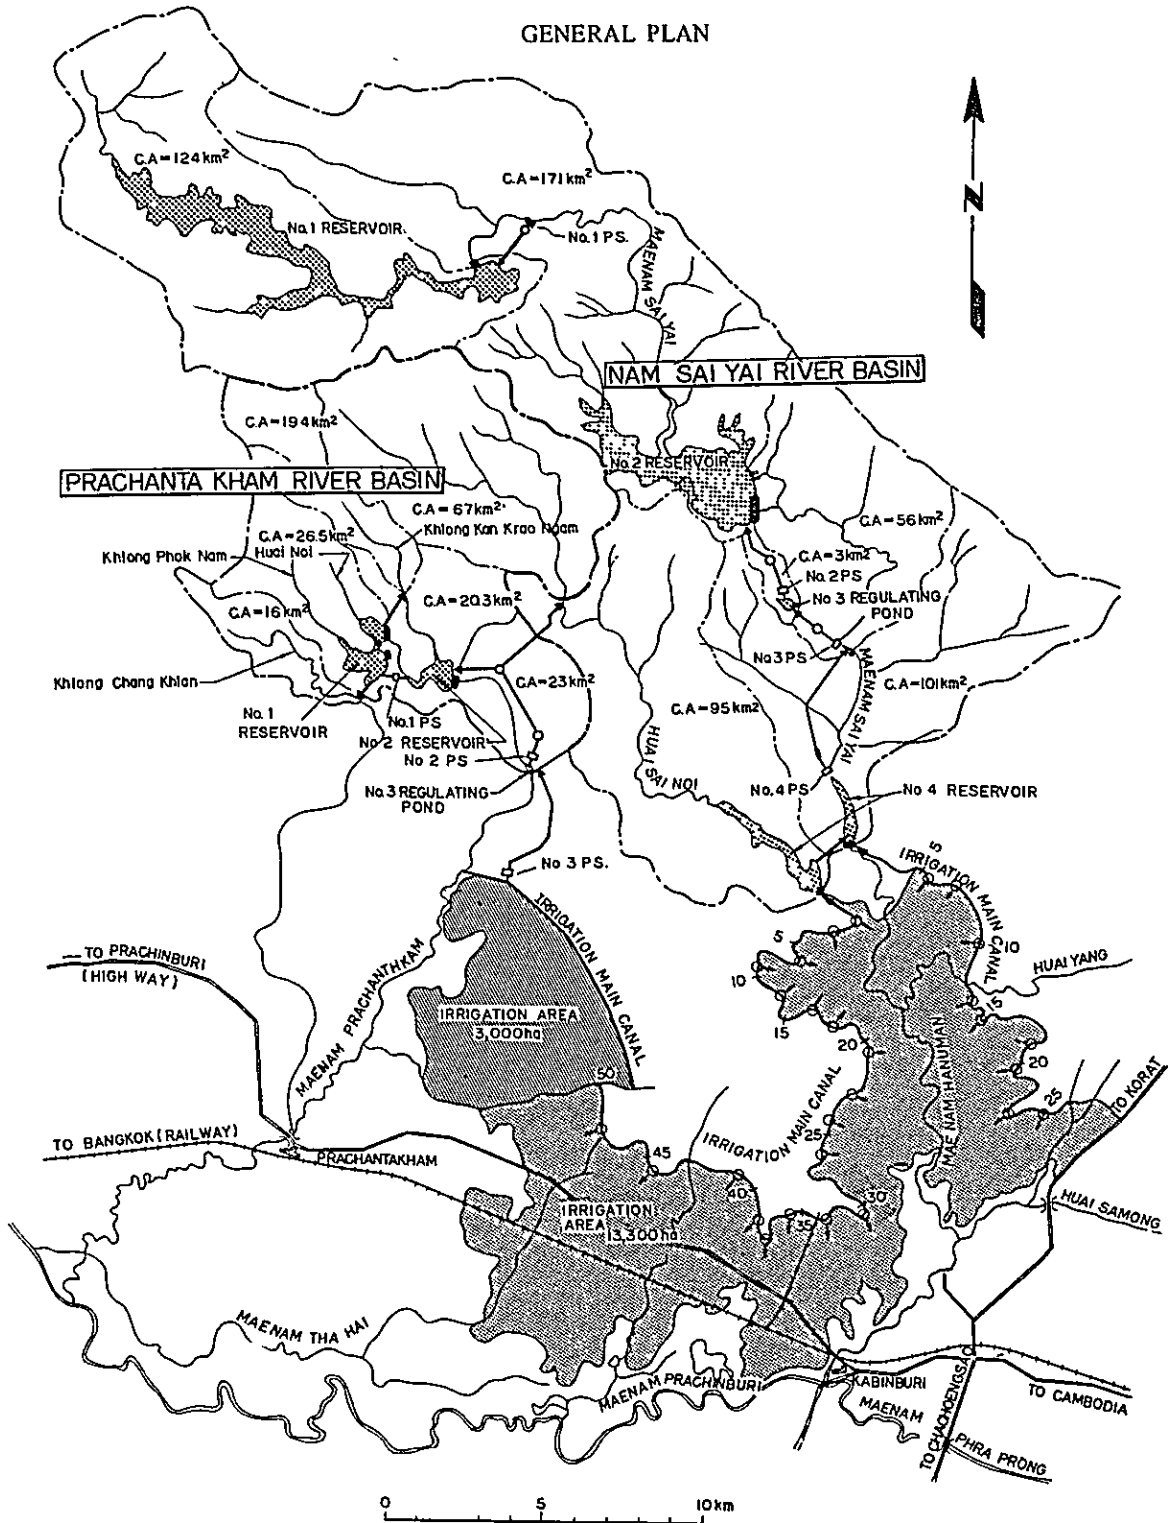 GENERAL PLAN
C.A=124km²
C.A=171km²
No.1 RESERVOIR
No.1 PS.
MAENAM SAI YAI
N
NAM SAI YAI RIVER BASIN
C.A=194km²
No.2 RESERVOIR
PRACHANTA KHAM RIVER BASIN
C.A=67km²
Khlong Kan Krao Ngam
C.A=56km²
C.A=26.5km²
Khlong Phok Nam
Huai Noi
C.A=3km²
No.2 PS
No 3 REGULATING
POND
C.A=20.3km²
C.A=16km²
No.3 PS
MAENAM SAI YAI
Khlong Chang Khlan
C.A=23km²
C.A=101km²
C.A=95km²
No.1
RESERVOIR
No.1 PS
No 2 RESERVOIR
No 2 PS
HUAI SAI NOI
No.3 REGULATING
POND
No.4 PS
No 4 RESERVOIR
No 3 PS.
IRRIGATION MAIN CANAL
5
IRRIGATION MAIN CANAL
5
10
10
HUAI YANG
TO PRACHINBURI
(HIGH WAY)
MAENAM PRACHANTHKAM
IRRIGATION AREA
3,000ha
15
15
20
20
MAE NAM HANUMAN
50
25
TO KORAT
IRRIGATION MAIN CANAL
25
TO BANGKOK (RAILWAY)
PRACHANTAKHAM
45
40
30
35
HUAI SAMONG
IRRIGATION
AREA
13,300ha
MAENAM THA HAI
MAENAM PRACHINBURI
KABINBURI
TO CAMBODIA
MAENAM
PHRA PRONG
TO CHACHOENGSAO
0 5 10km